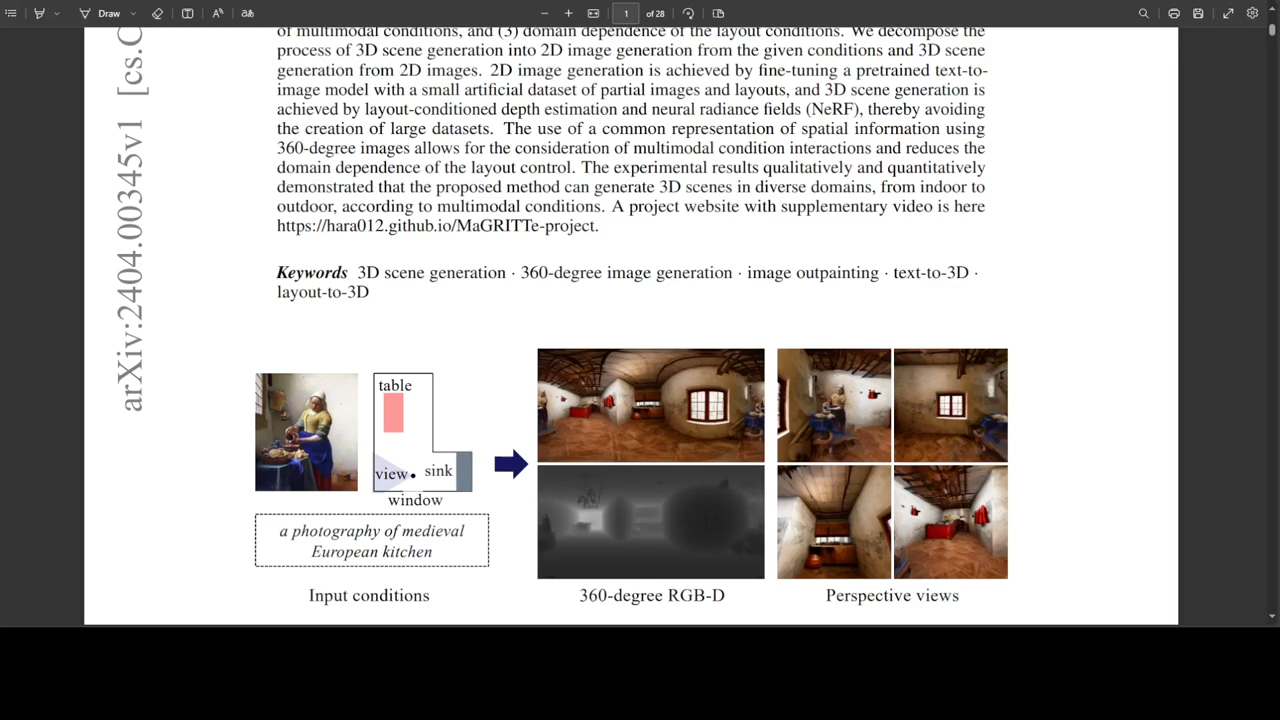 Draw
1
of 28
arXiv:2404.00345v1 [cs.C
of multimodal conditions, and (3) domain dependence of the layout conditions. We decompose the
process of 3D scene generation into 2D image generation from the given conditions and 3D scene
generation from 2D images. 2D image generation is achieved by fine-tuning a pretrained text-to-
image model with a small artificial dataset of partial images and layouts, and 3D scene generation is
achieved by layout-conditioned depth estimation and neural radiance fields (NeRF), thereby avoiding
the creation of large datasets. The use of a common representation of spatial information using
360-degree images allows for the consideration of multimodal condition interactions and reduces the
domain dependence of the layout control. The experimental results qualitatively and quantitatively
demonstrated that the proposed method can generate 3D scenes in diverse domains, from indoor to
outdoor, according to multimodal conditions. A project website with supplementary video is here
https://hara012.github.io/MaGRITTe-project.
Keywords 3D scene generation · 360-degree image generation · image outpainting · text-to-3D ·
layout-to-3D
table
view
sink
window
a photography of medieval
European kitchen
Input conditions
360-degree RGB-D
Perspective views